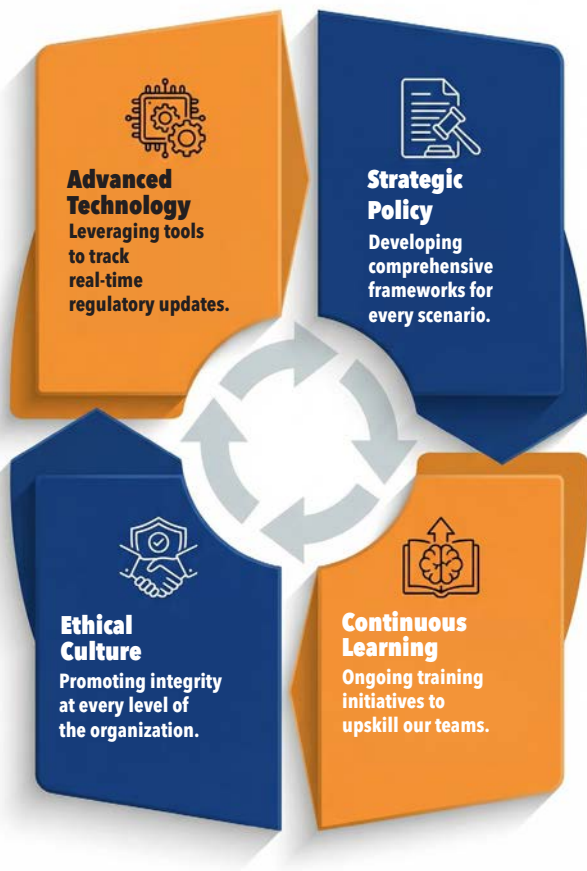 Advanced
Technology
Leveraging tools
to track
real-time
regulatory updates.
Strategic
Policy
Developing
comprehensive
frameworks for
every scenario.
Ethical
Culture
Promoting integrity
at every level of
the organization.
Continuous
Learning
Ongoing training
initiatives to
upskill our teams.